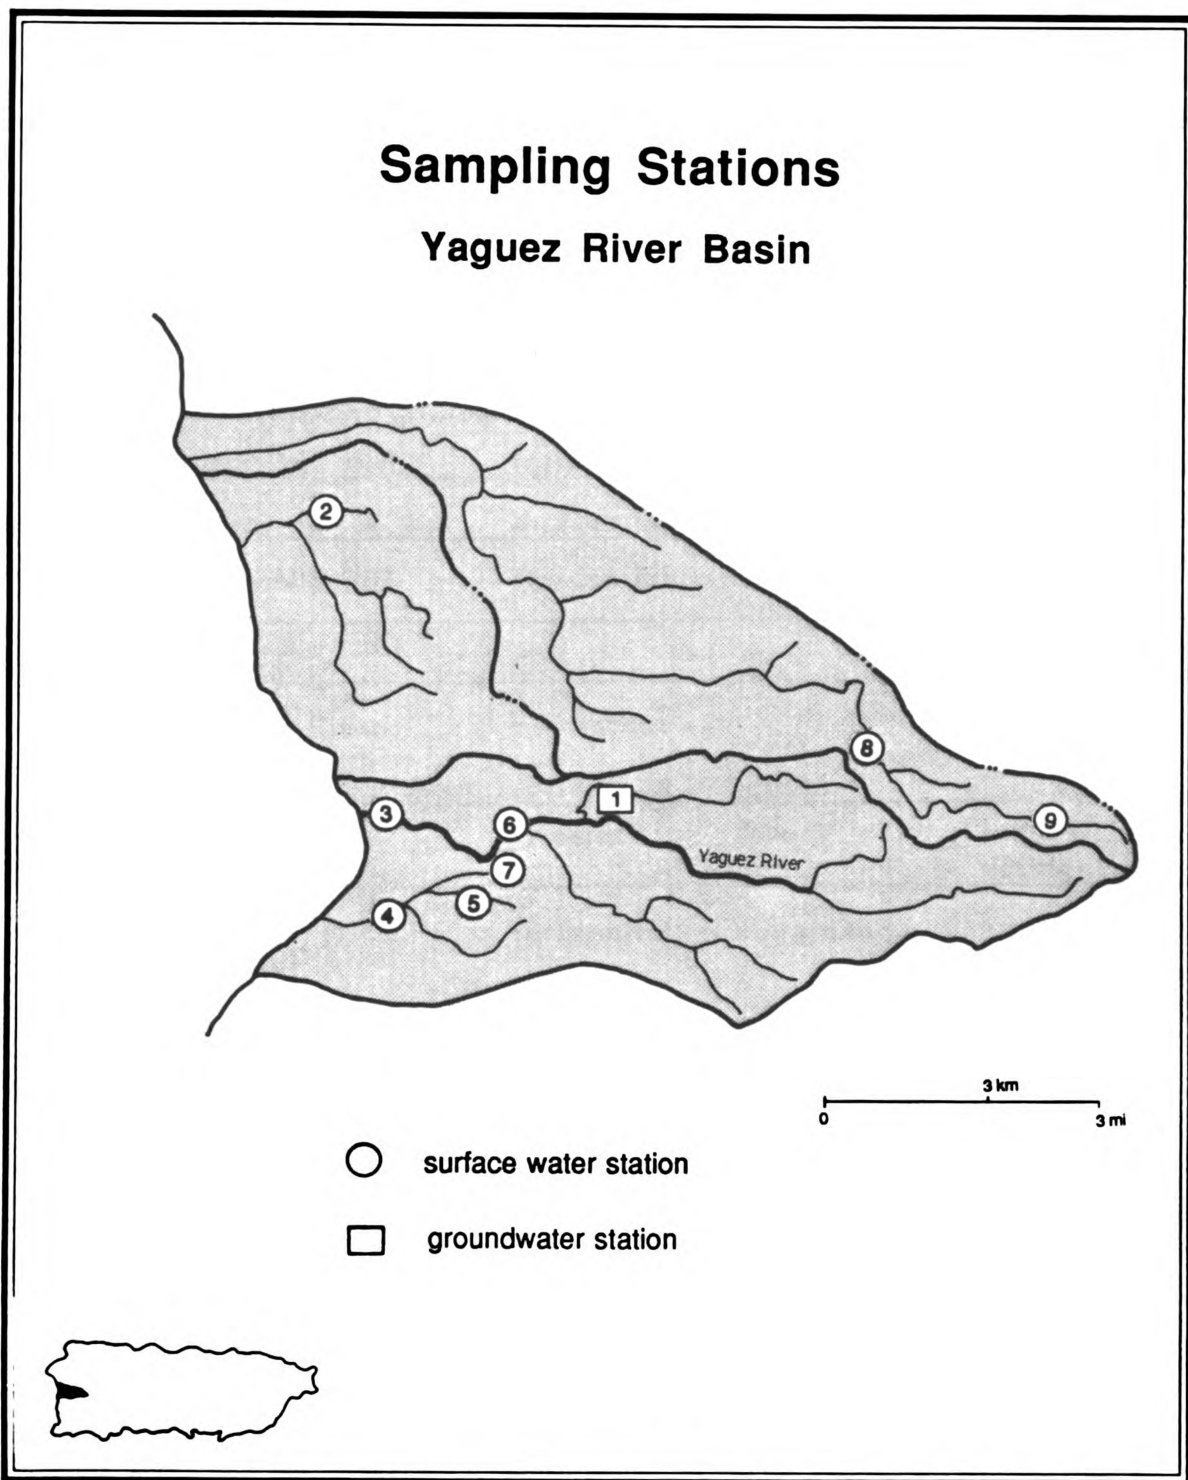 Sampling Stations
Yaguez River Basin
2
8
1
3
6
9
Yaguez River
7
5
4
3 km
0
3 mi
surface water station
groundwater station